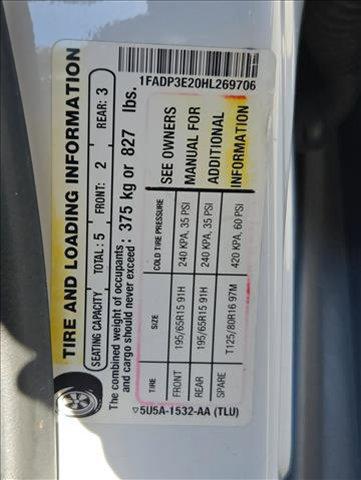 1FADP3E20HL269706
TIRE AND LOADING INFORMATION
SEATING CAPACITY TOTAL: 5 FRONT: 2 REAR: 3
The combined weight of occupants
and cargo should never exceed: 375 kg or 827 lbs.
TIRE SIZE COLD TIRE PRESSURE
FRONT 195/65R15 91H 240 KPA, 35 PSI
REAR 195/65R15 91H 240 KPA, 35 PSI
SPARE T125/80R16 97M 420 KPA, 60 PSI
SEE OWNERS
MANUAL FOR
ADDITIONAL
INFORMATION
▽5U5A-1532-AA (TLU)